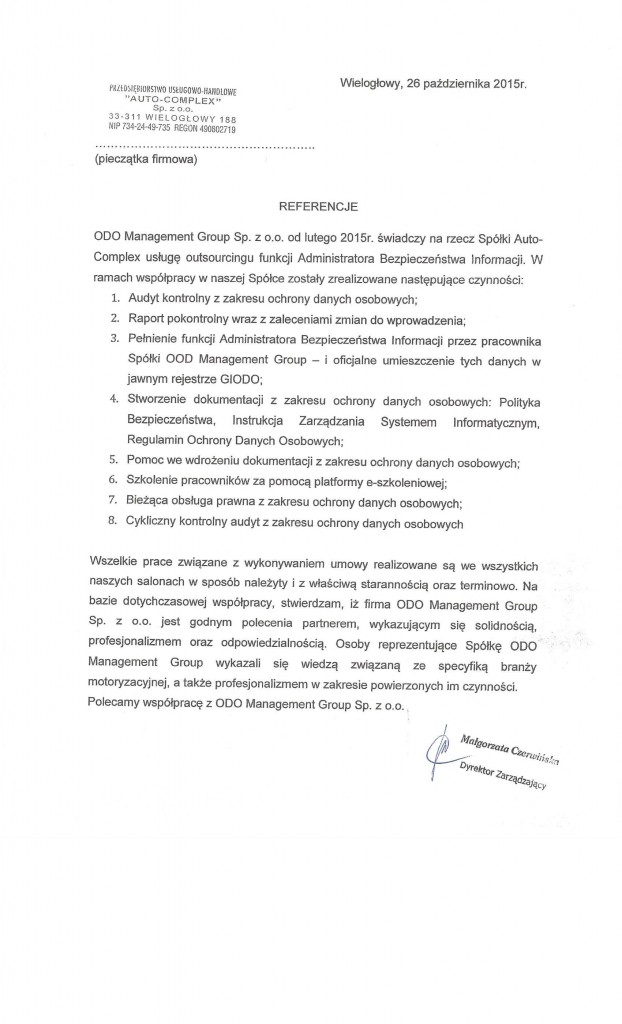 Wielogłowy, 26 października 2015r.
PRZEDSIĘBIORSTWO USŁUGOWO-HANDLOWE
"AUTO-COMPLEX"
Sp. z o.o.
33-311 WIELOGŁOWY 188
NIP 734-24-49-735 REGON 490802719
..................................................
(pieczątka firmowa)
REFERENCJE
ODO Management Group Sp. z o.o. od lutego 2015r. świadczy na rzecz Spółki Auto-
Complex usługę outsourcingu funkcji Administratora Bezpieczeństwa Informacji. W
ramach współpracy w naszej Spółce zostały zrealizowane następujące czynności:
1. Audyt kontrolny z zakresu ochrony danych osobowych;
2. Raport pokontrolny wraz z zaleceniami zmian do wprowadzenia;
3. Pełnienie funkcji Administratora Bezpieczeństwa Informacji przez pracownika
Spółki OOD Management Group – i oficjalne umieszczenie tych danych w
jawnym rejestrze GIODO;
4. Stworzenie dokumentacji z zakresu ochrony danych osobowych: Polityka
Bezpieczeństwa, Instrukcja Zarządzania Systemem Informatycznym,
Regulamin Ochrony Danych Osobowych;
5. Pomoc we wdrożeniu dokumentacji z zakresu ochrony danych osobowych;
6. Szkolenie pracowników za pomocą platformy e-szkoleniowej;
7. Bieżąca obsługa prawna z zakresu ochrony danych osobowych;
8. Cykliczny kontrolny audyt z zakresu ochrony danych osobowych
Wszelkie prace związane z wykonywaniem umowy realizowane są we wszystkich
naszych salonach w sposób należyty i z właściwą starannością oraz terminowo. Na
bazie dotychczasowej współpracy, stwierdzam, iż firma ODO Management Group
Sp. z o.o. jest godnym polecenia partnerem, wykazującym się solidnością,
profesjonalizmem oraz odpowiedzialnością. Osoby reprezentujące Spółkę ODO
Management Group wykazali się wiedzą związaną ze specyfiką branży
motoryzacyjnej, a także profesjonalizmem w zakresie powierzonych im czynności.
Polecamy współpracę z ODO Management Group Sp. z o.o.
Małgorzata Czerwińska
Dyrektor Zarządzający